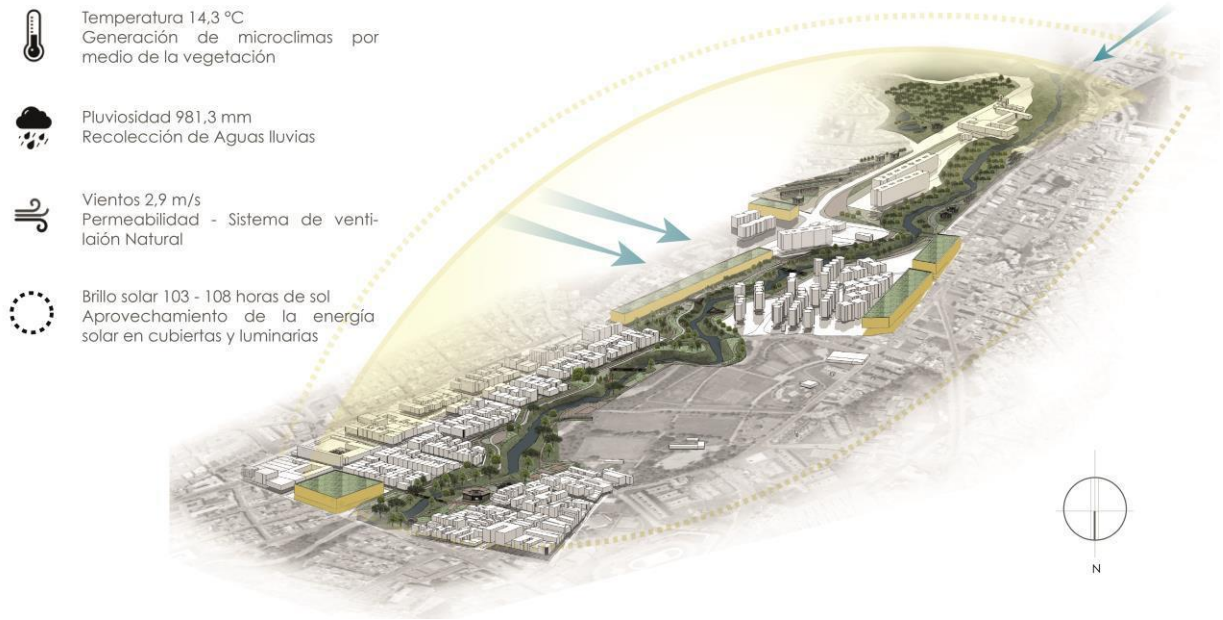 Temperatura 14,3 °C
Generación de microclimas por
medio de la vegetación
Pluviosidad 981,3 mm
Recolección de Aguas lluvias
Vientos 2,9 m/s
Permeabilidad - Sistema de venti-
laión Natural
Brillo solar 103 - 108 horas de sol
Aprovechamiento de la energía
solar en cubiertas y luminarias
N